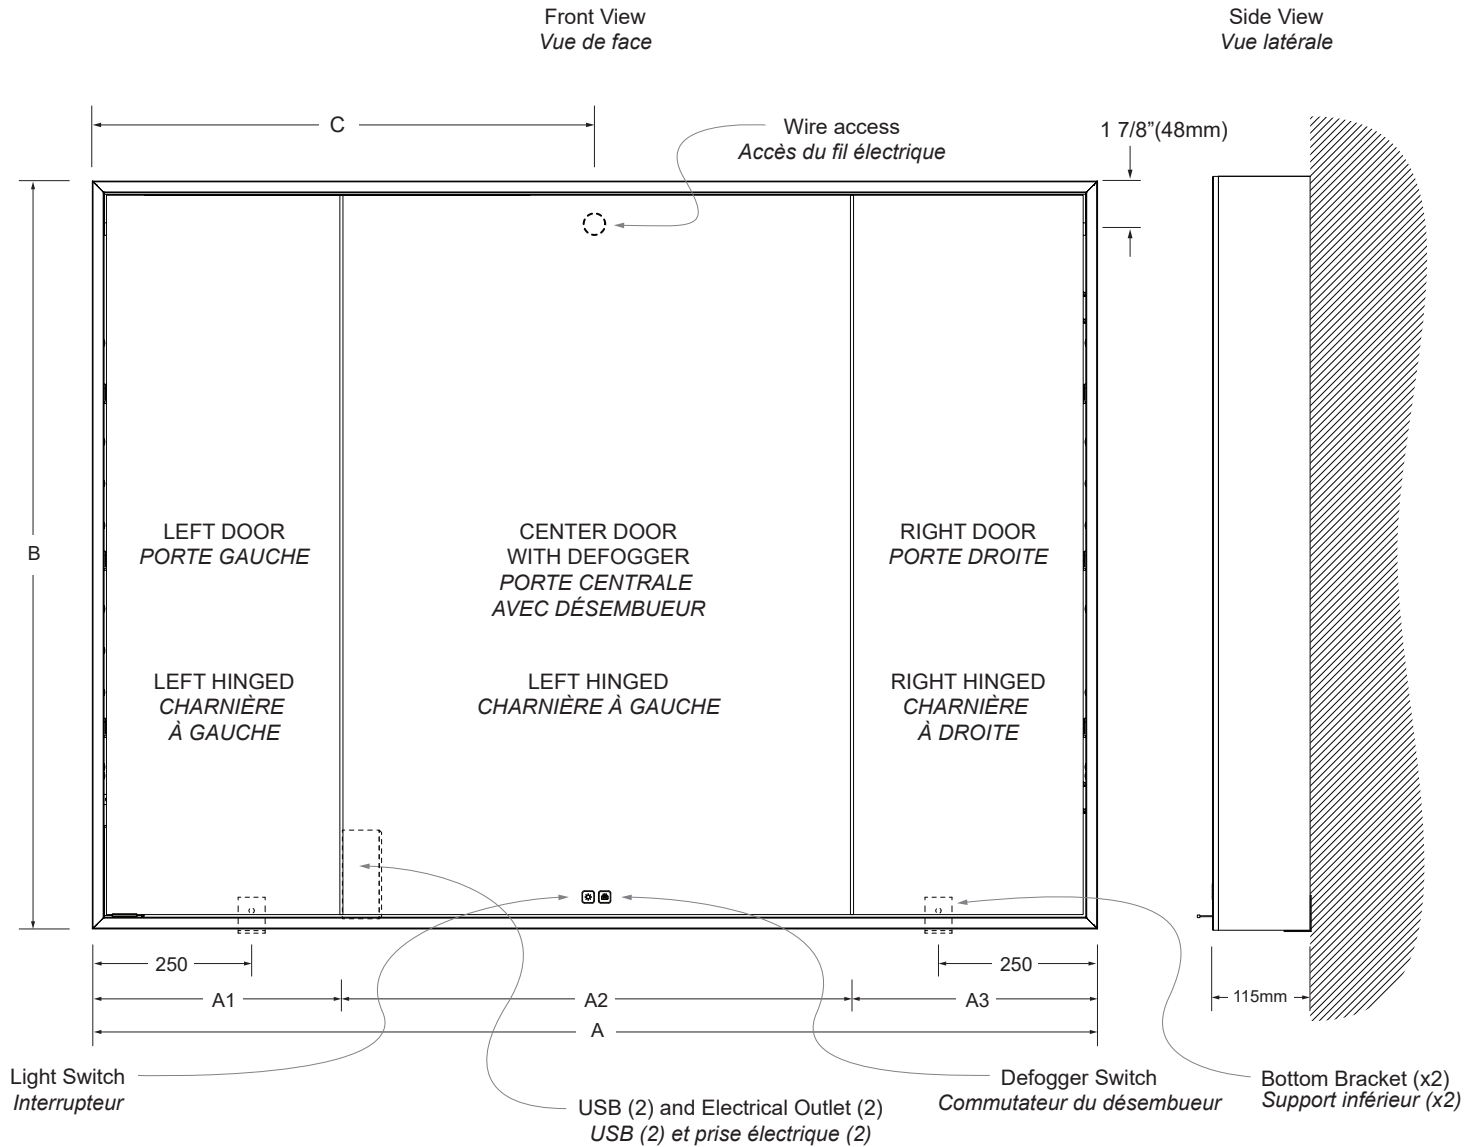 Front View
Vue de face
Side View
Vue latérale
C
Wire access
Accès du fil électrique
1 7/8”(48mm)
B
LEFT DOOR
PORTE GAUCHE
CENTER DOOR
WITH DEFOGGER
PORTE CENTRALE
AVEC DÉSEMBUEUR
RIGHT DOOR
PORTE DROITE
LEFT HINGED
CHARNIÈRE
À GAUCHE
LEFT HINGED
CHARNIÈRE À GAUCHE
RIGHT HINGED
CHARNIÈRE
À DROITE
250
250
A1
A2
A3
115mm
A
Light Switch
Interrupteur
USB (2) and Electrical Outlet (2)
USB (2) et prise électrique (2)
Defogger Switch
Commutateur du désembueur
Bottom Bracket (x2)
Support inférieur (x2)